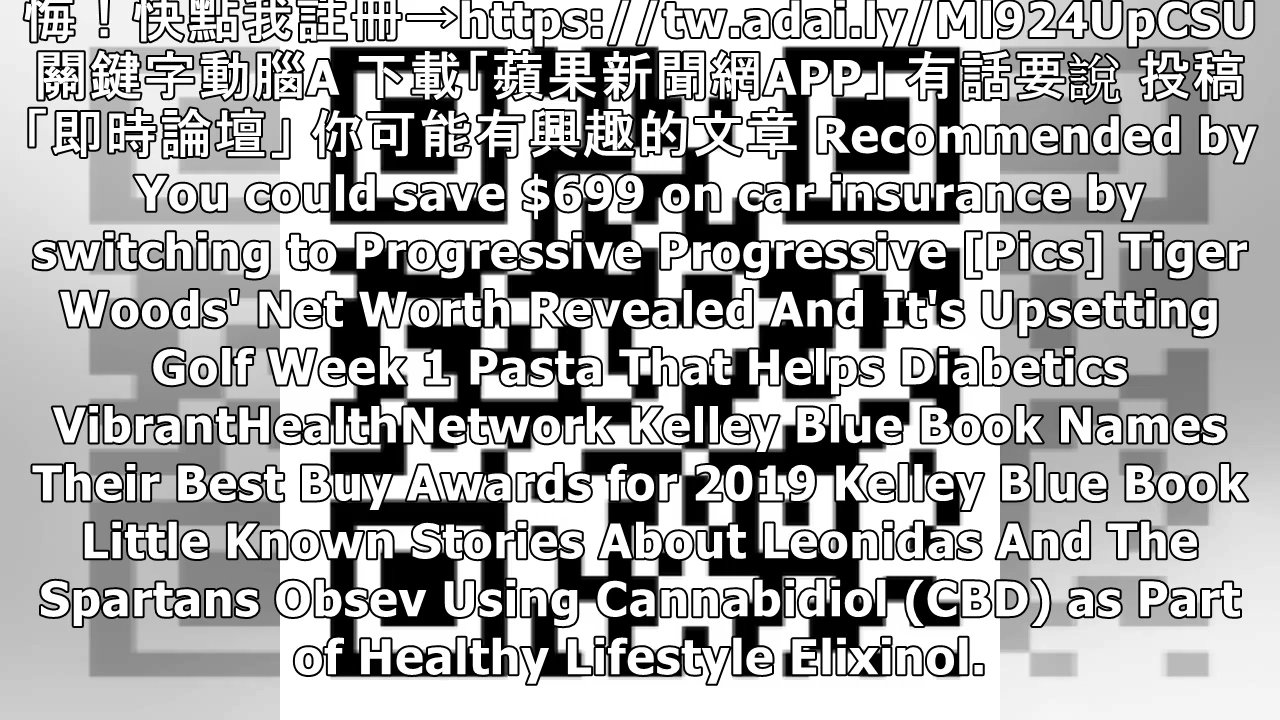 悔！快點我註冊→https://tw.adai.ly/MI924UpCSU
關鍵字動腦A 下載「蘋果新聞網APP」 有話要說 投稿
「即時論壇」 你可能有興趣的文章 Recommended by
You could save $699 on car insurance by
switching to Progressive Progressive [Pics] Tiger
Woods' Net Worth Revealed And It's Upsetting
Golf Week 1 Pasta That Helps Diabetics
VibrantHealthNetwork Kelley Blue Book Names
Their Best Buy Awards for 2019 Kelley Blue Book
Little Known Stories About Leonidas And The
Spartans Obsev Using Cannabidiol (CBD) as Part
of Healthy Lifestyle Elixinol.